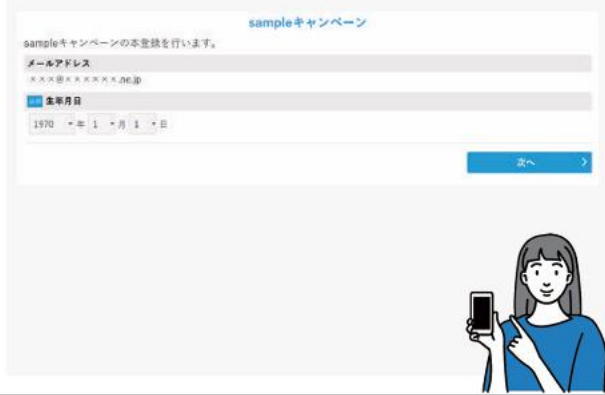 sampleキャンペーン
sampleキャンペーンの本登録を行います。
メールアドレス
×××@××××××.ne.jp
必須 生年月日
1970 年 1 月 1 日
次へ